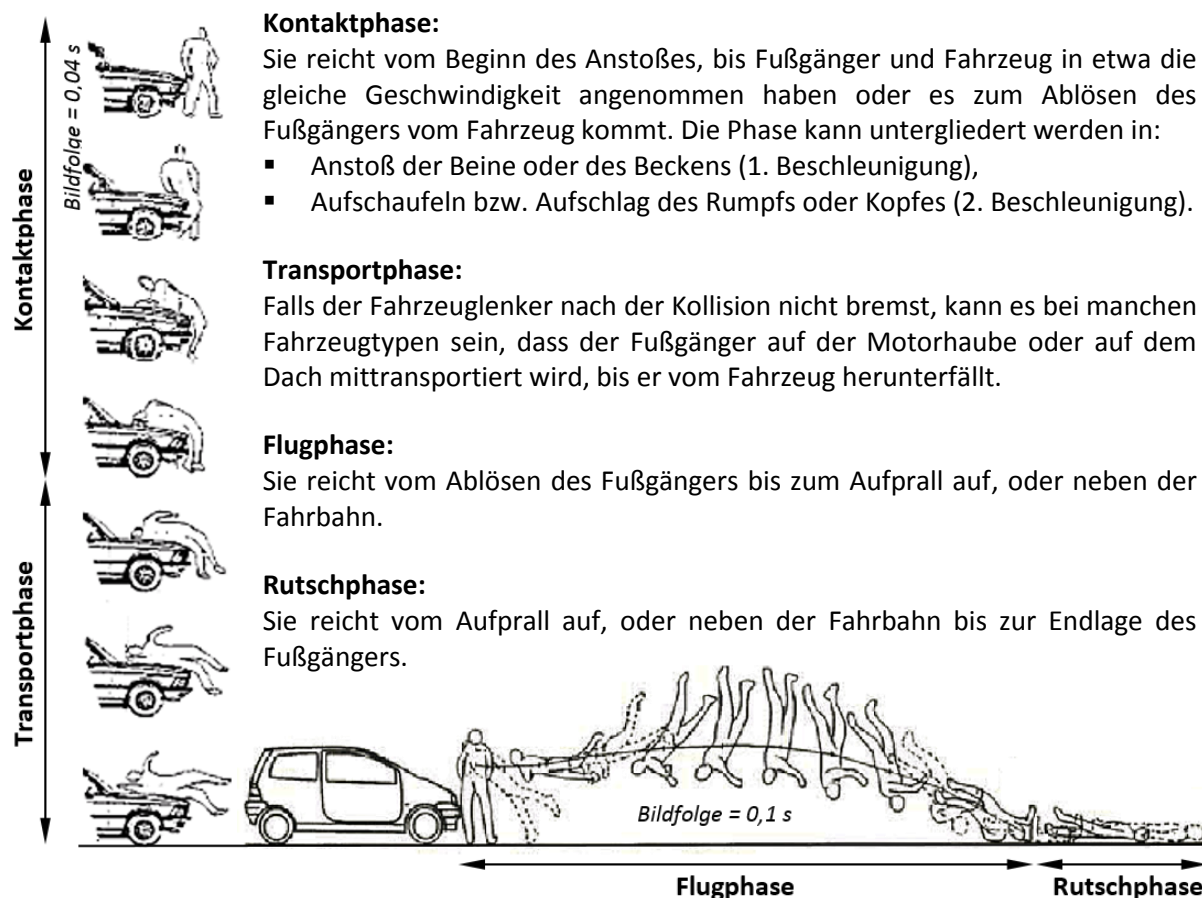 Kontaktphase:
Sie reicht vom Beginn des Anstoßes, bis Fußgänger und Fahrzeug in etwa die
gleiche Geschwindigkeit angenommen haben oder es zum Ablösen des
Fußgängers vom Fahrzeug kommt. Die Phase kann untergliedert werden in:
▪ Anstoß der Beine oder des Beckens (1. Beschleunigung),
▪ Aufschaufeln bzw. Aufschlag des Rumpfs oder Kopfes (2. Beschleunigung).
Transportphase:
Falls der Fahrzeuglenker nach der Kollision nicht bremst, kann es bei manchen
Fahrzeugtypen sein, dass der Fußgänger auf der Motorhaube oder auf dem
Dach mittransportiert wird, bis er vom Fahrzeug herunterfällt.
Flugphase:
Sie reicht vom Ablösen des Fußgängers bis zum Aufprall auf, oder neben der
Fahrbahn.
Rutschphase:
Sie reicht vom Aufprall auf, oder neben der Fahrbahn bis zur Endlage des
Fußgängers.
Kontaktphase
Bildfolge = 0,04 s
Transportphase
Bildfolge = 0,1 s
Flugphase
Rutschphase